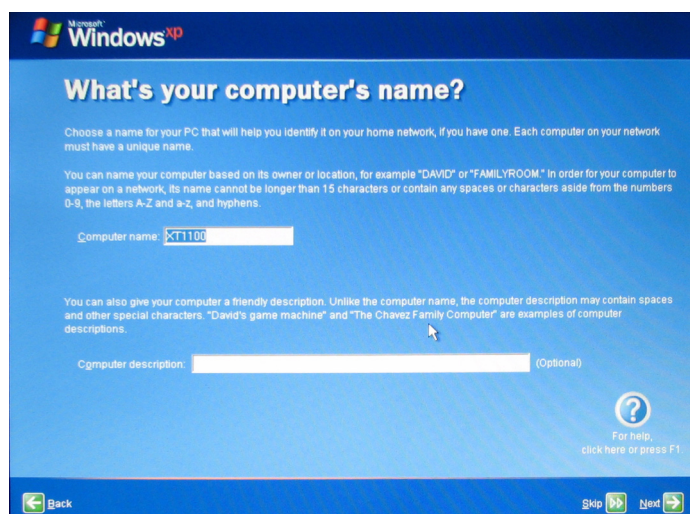 Microsoft
Windows xp
What's your computer's name?
Choose a name for your PC that will help you identify it on your home network, if you have one. Each computer on your network
must have a unique name.
You can name your computer based on its owner or location, for example "DAVID" or "FAMILYROOM." In order for your computer to
appear on a network, its name cannot be longer than 15 characters or contain any spaces or characters aside from the numbers
0-9, the letters A-Z and a-z, and hyphens.
Computer name: XT1100
You can also give your computer a friendly description. Unlike the computer name, the computer description may contain spaces
and other special characters. "David's game machine" and "The Chavez Family Computer" are examples of computer
descriptions.
Computer description: (Optional)
?
For help,
click here or press F1.
Back Skip Next